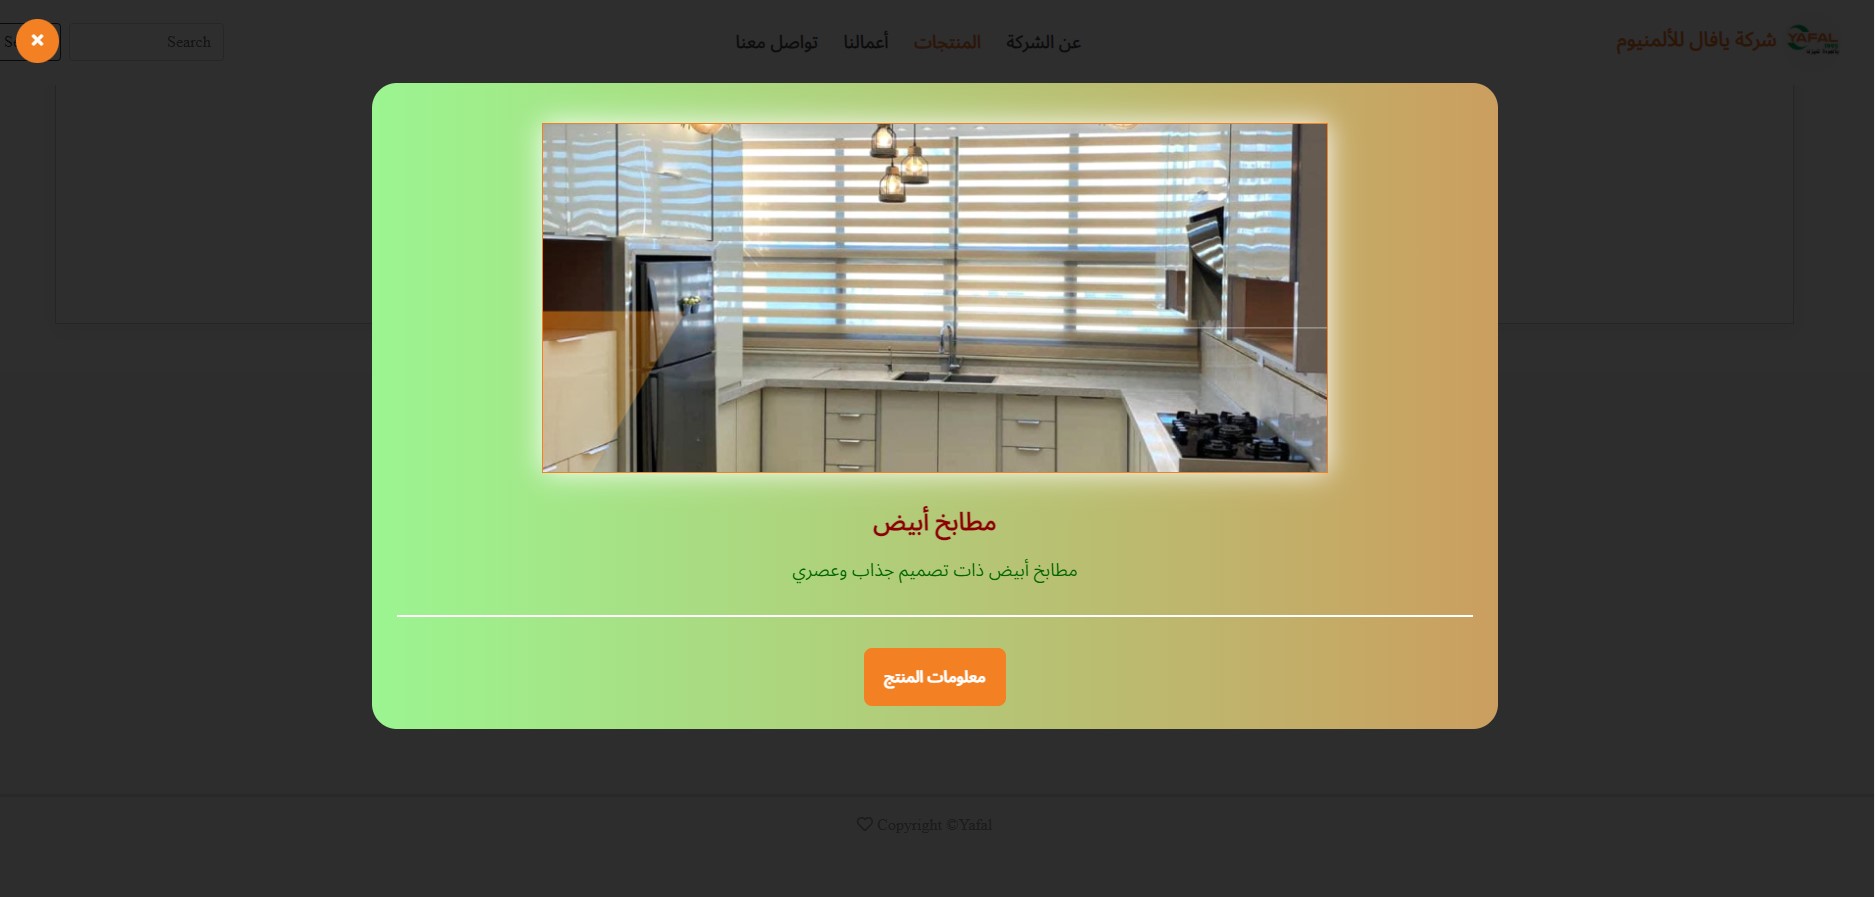 YAFAL
شركة يافال للألمنيوم
عن الشركة
المنتجات
أعمالنا
تواصل معنا
Search
مطابخ أبيض
مطابخ أبيض ذات تصميم جذاب وعصري
معلومات المنتج
Copyright ©Yafal